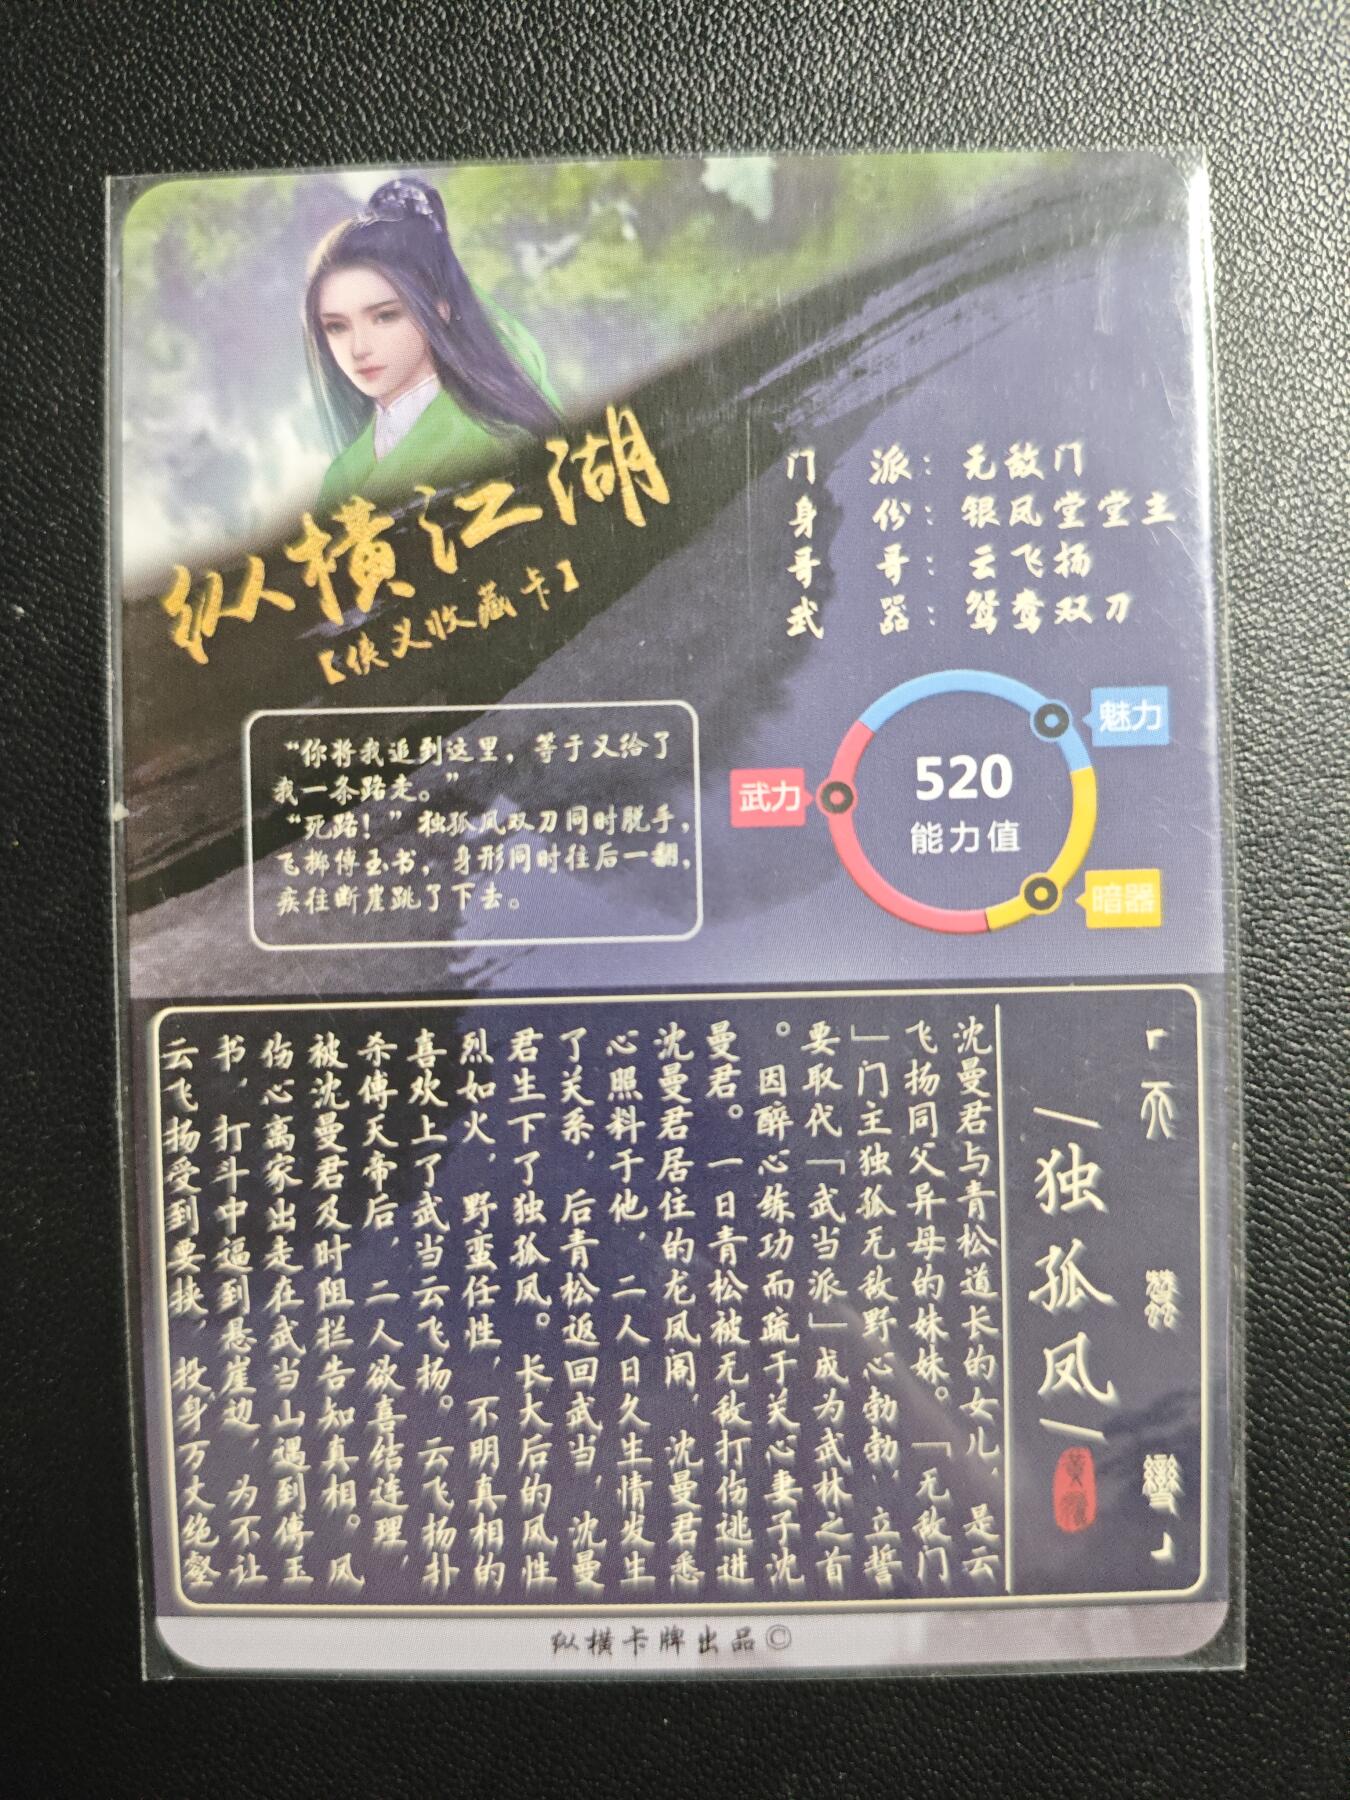 纵横江湖
【侠义收藏卡】
门派：无敌门
身份：银凤堂堂主
哥哥：云飞扬
武器：鸳鸯双刀
“你将我追到这里，等于又给了
我一条路走。”
“死路！”独孤凤双刀同时脱手，
飞掷傅玉书，身形同时往后一翻，
疾往断崖跳了下去。
魅力
武力
520
能力值
暗器
「天蠶變」
独孤凤
沈曼君与青松道长的女儿，是云
飞扬同父异母的妹妹。「无敌门
」门主独孤无敌野心勃勃，立誓
要取代「武当派」成为武林之首
。因醉心练功而疏于关心妻子沈
曼君。一日青松被无敌打伤逃进
沈曼君居住的龙凤阁，沈曼君悉
心照料于他，二人日久生情发生
了关系，后青松返回武当，沈曼
君生下了独孤凤。长大后的凤性
烈如火，野蛮任性，不明真相的
喜欢上了武当云飞扬。云飞扬扑
杀傅天帝后，二人欲喜结连理，
被沈曼君及时阻拦告知真相。凤
伤心离家出走在武当山遇到傅玉
书，打斗中逼到悬崖边，为不让
云飞扬受到要挟，投身万丈绝壑
纵横卡牌出品©